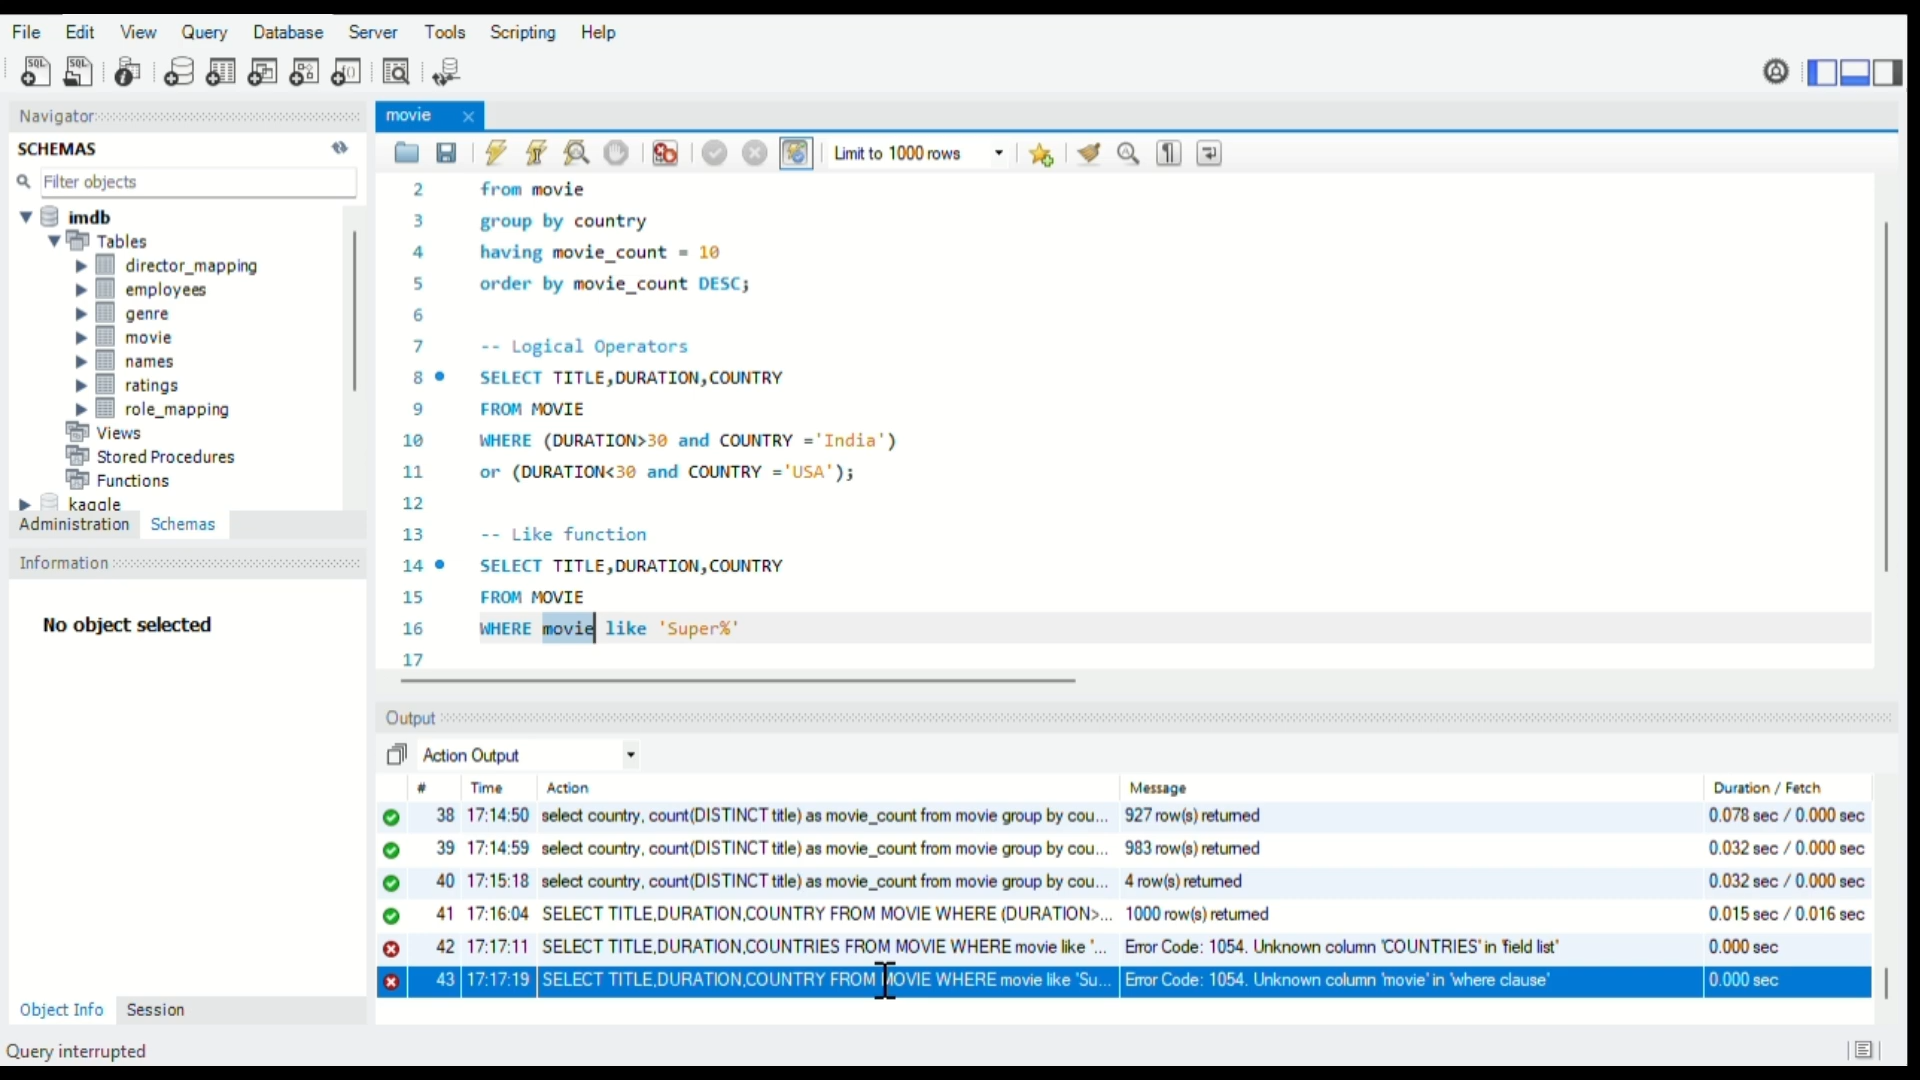 File Edit View Query Database Server Tools Scripting Help
Navigator
SCHEMAS
Filter objects
imdb
Tables
director_mapping
employees
genre
movie
names
ratings
role_mapping
Views
Stored Procedures
Functions
kaggle
Administration Schemas
Information
No object selected
Object Info Session
Query interrupted
movie
Limit to 1000 rows
2 from movie
3 group by country
4 having movie_count = 10
5 order by movie_count DESC;
6
7 -- Logical Operators
8 SELECT TITLE,DURATION,COUNTRY
9 FROM MOVIE
10 WHERE (DURATION>30 and COUNTRY ='India')
11 or (DURATION<30 and COUNTRY ='USA');
12
13 -- Like function
14 SELECT TITLE,DURATION,COUNTRY
15 FROM MOVIE
16 WHERE movie like 'Super%'
17
Output
Action Output
# Time Action Message Duration / Fetch
38 17:14:50 select country, count(DISTINCT title) as movie_count from movie group by cou... 927 row(s) returned 0.078 sec / 0.000 sec
39 17:14:59 select country, count(DISTINCT title) as movie_count from movie group by cou... 983 row(s) returned 0.032 sec / 0.000 sec
40 17:15:18 select country, count(DISTINCT title) as movie_count from movie group by cou... 4 row(s) returned 0.032 sec / 0.000 sec
41 17:16:04 SELECT TITLE,DURATION,COUNTRY FROM MOVIE WHERE (DURATION>... 1000 row(s) returned 0.015 sec / 0.016 sec
42 17:17:11 SELECT TITLE,DURATION,COUNTRIES FROM MOVIE WHERE movie like '... Error Code: 1054. Unknown column 'COUNTRIES' in 'field list' 0.000 sec
43 17:17:19 SELECT TITLE,DURATION,COUNTRY FROM MOVIE WHERE movie like 'Su... Error Code: 1054. Unknown column 'movie' in 'where clause' 0.000 sec